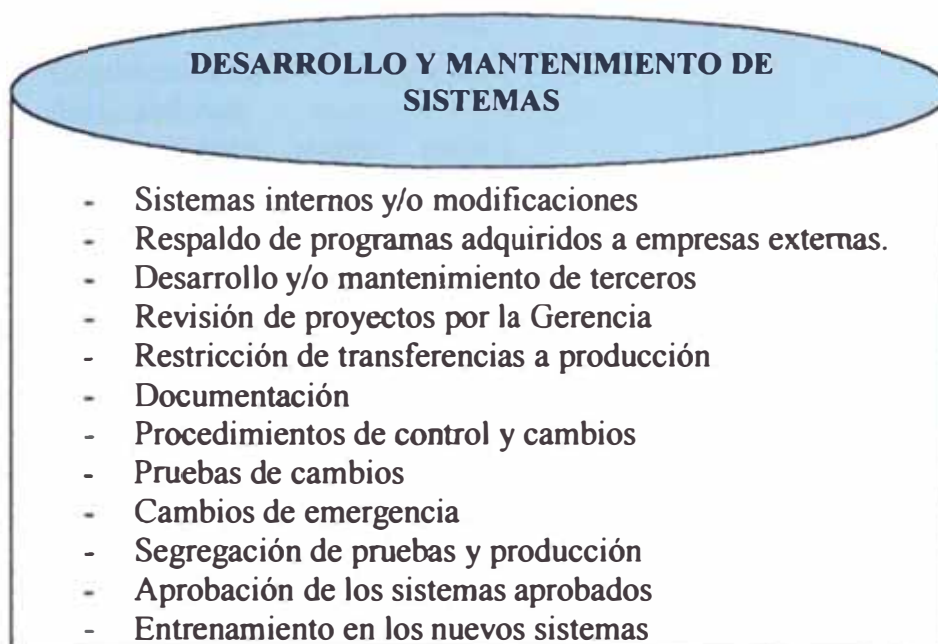 DESARROLLO Y MANTENIMIENTO DE
SISTEMAS
- Sistemas internos y/o modificaciones
- Respaldo de programas adquiridos a empresas externas.
- Desarrollo y/o mantenimiento de terceros
- Revisión de proyectos por la Gerencia
- Restricción de transferencias a producción
- Documentación
- Procedimientos de control y cambios
- Pruebas de cambios
- Cambios de emergencia
- Segregación de pruebas y producción
- Aprobación de los sistemas aprobados
- Entrenamiento en los nuevos sistemas